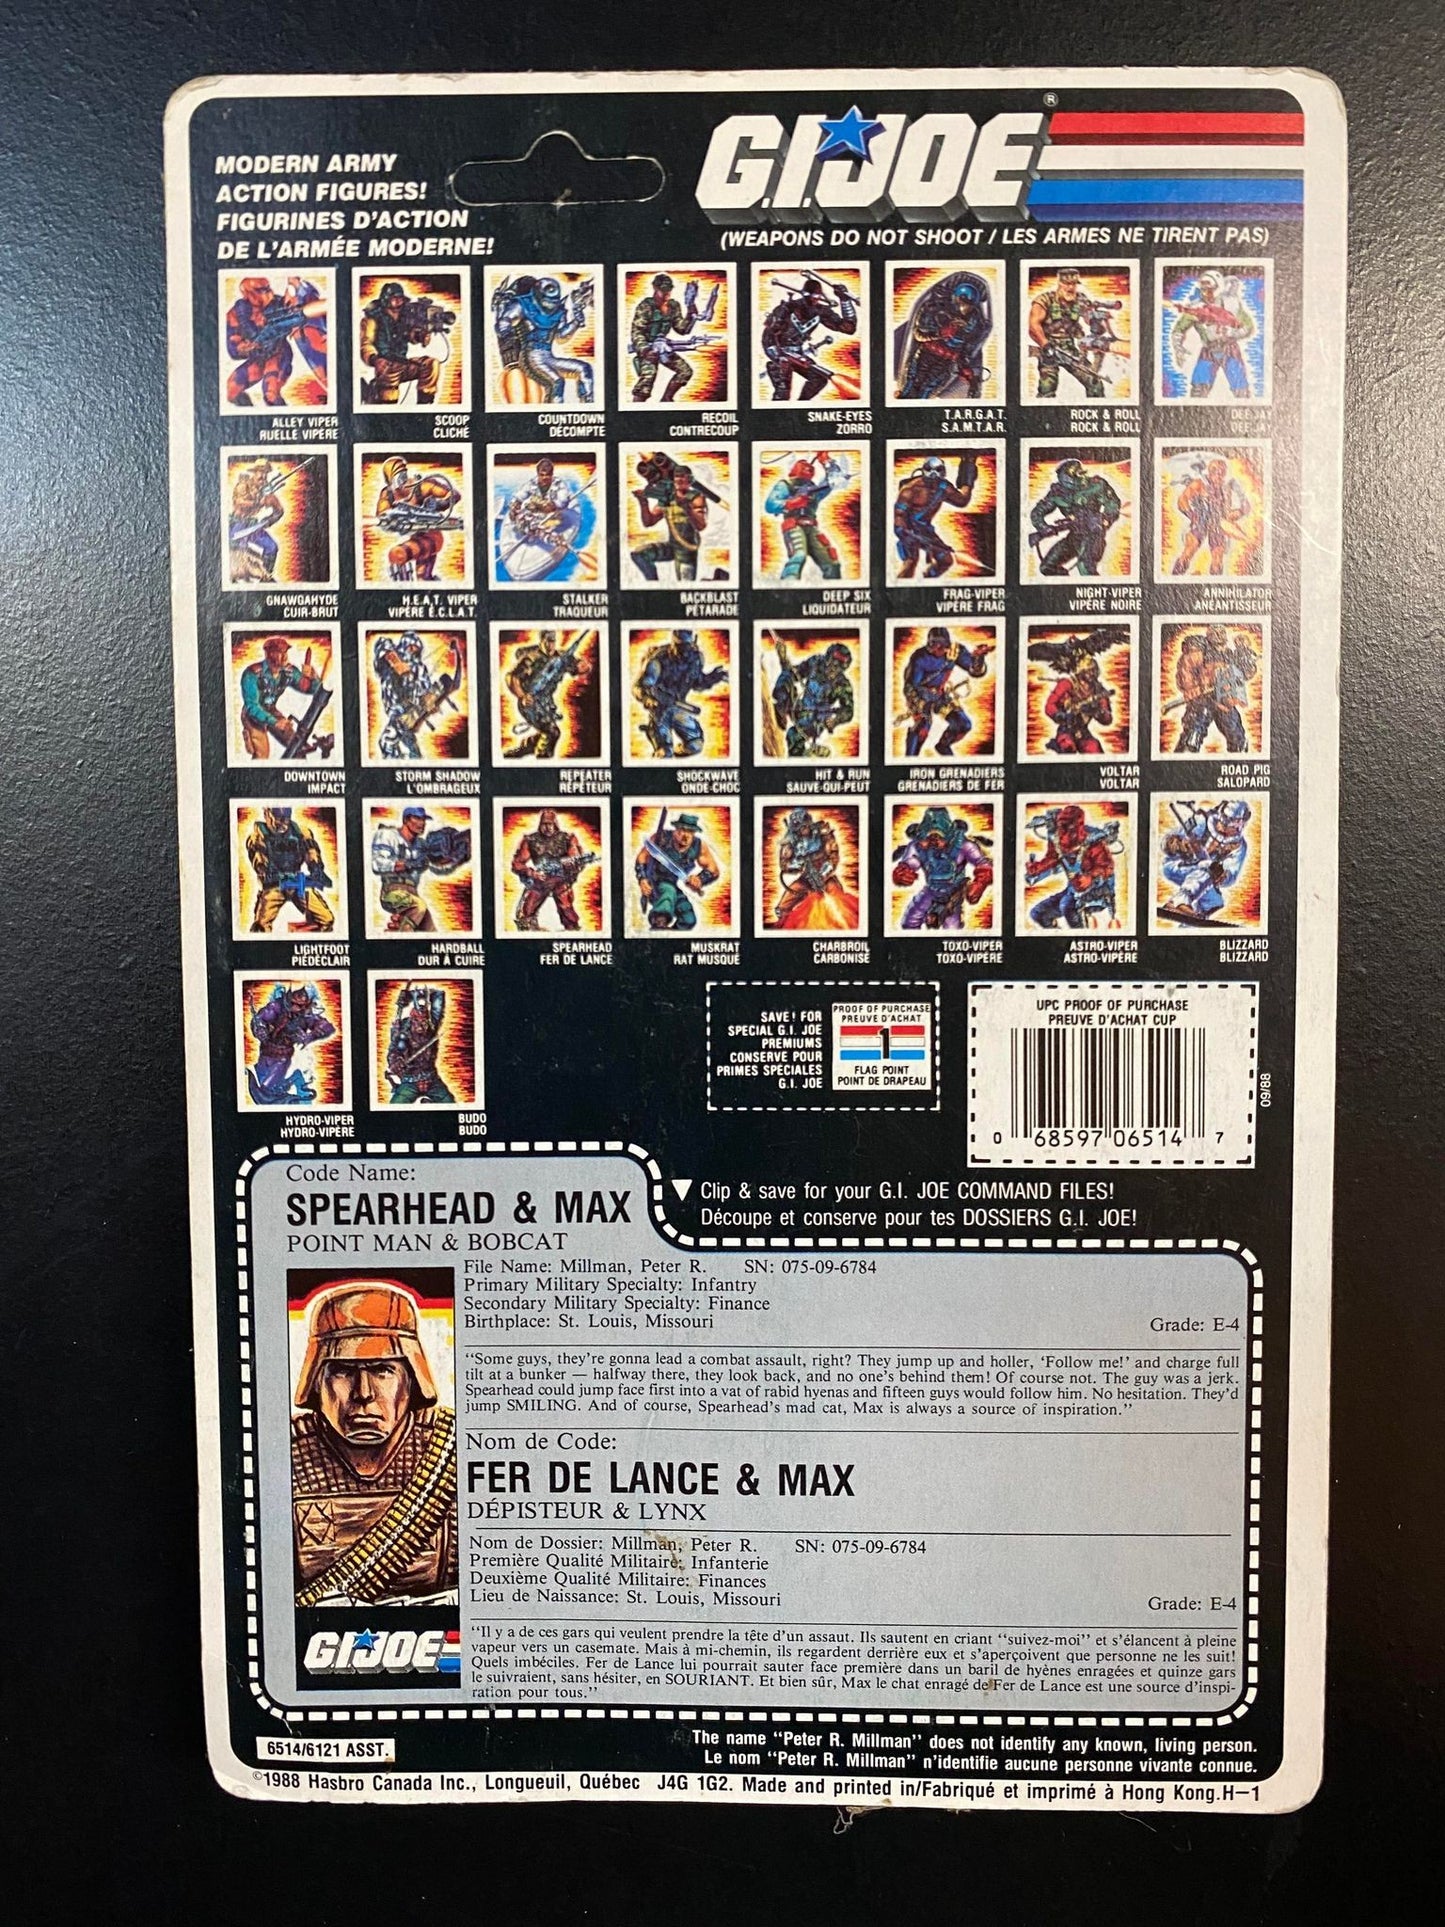 MODERN ARMY
ACTION FIGURES!
FIGURINES D'ACTION
DE L'ARMÉE MODERNE!
G.I. JOE ®
(WEAPONS DO NOT SHOOT / LES ARMES NE TIRENT PAS)
ALLEY VIPER
RUELLE VIPÈRE
SCOOP
CLICHÉ
COUNTDOWN
DÉCOMPTE
RECOIL
CONTRECOUP
SNAKE-EYES
ZORRO
T.A.R.G.A.T.
S.A.M.T.A.R.
ROCK & ROLL
ROCK & ROLL
DEEJAY
DEEJAY
GNAWGAHYDE
CUIR-BRUT
H.E.A.T. VIPER
VIPÈRE É.C.L.A.T.
STALKER
TRAQUEUR
BACKBLAST
PÉTARADE
DEEP SIX
LIQUIDATEUR
FRAG-VIPER
VIPÈRE FRAG
NIGHT-VIPER
VIPÈRE NOIRE
ANNIHILATOR
ANÉANTISSEUR
DOWNTOWN
IMPACT
STORM SHADOW
L'OMBRAGEUX
REPEATER
RÉPÉTEUR
SHOCKWAVE
ONDE-CHOC
HIT & RUN
SAUVE-QUI-PEUT
IRON GRENADIERS
GRENADIERS DE FER
VOLTAR
VOLTAR
ROAD PIG
SALOPARD
LIGHTFOOT
PIEDÉCLAIR
HARDBALL
DUR À CUIRE
SPEARHEAD
FER DE LANCE
MUSKRAT
RAT MUSQUÉ
CHARBROIL
CARBONISÉ
TOXO-VIPER
TOXO-VIPÈRE
ASTRO-VIPER
ASTRO-VIPÈRE
BLIZZARD
BLIZZARD
HYDRO-VIPER
HYDRO-VIPÈRE
BUDO
BUDO
SAVE! FOR
SPECIAL G.I. JOE
PREMIUMS
CONSERVE POUR
PRIMES SPÉCIALES
G.I. JOE
PROOF OF PURCHASE
PREUVE D'ACHAT
1
FLAG POINT
POINT DE DRAPEAU
UPC PROOF OF PURCHASE
PREUVE D'ACHAT CUP
0 68597 06514 7
09/88
Clip & save for your G.I. JOE COMMAND FILES!
Découpe et conserve pour tes DOSSIERS G.I. JOE!
Code Name:
SPEARHEAD & MAX
POINT MAN & BOBCAT
File Name: Millman, Peter R. SN: 075-09-6784
Primary Military Specialty: Infantry
Secondary Military Specialty: Finance
Birthplace: St. Louis, Missouri Grade: E-4
"Some guys, they're gonna lead a combat assault, right? They jump up and holler, 'Follow me!' and charge full
tilt at a bunker — halfway there, they look back, and no one's behind them! Of course not. The guy was a jerk.
Spearhead could jump face first into a vat of rabid hyenas and fifteen guys would follow him. No hesitation. They'd
jump SMILING. And of course, Spearhead's mad cat, Max is always a source of inspiration."
Nom de Code:
FER DE LANCE & MAX
DÉPISTEUR & LYNX
Nom de Dossier: Millman, Peter R. SN: 075-09-6784
Première Qualité Militaire: Infanterie
Deuxième Qualité Militaire: Finances
Lieu de Naissance: St. Louis, Missouri Grade: E-4
"Il y a de ces gars qui veulent prendre la tête d'un assaut. Ils sautent en criant "suivez-moi" et s'élancent à pleine
vapeur vers un casemate. Mais à mi-chemin, ils regardent derrière eux et s'aperçoivent que personne ne les suit!
Quels imbéciles. Fer de Lance lui pourrait sauter face première dans un baril de hyènes enragées et quinze gars
le suivraient, sans hésiter, en SOURIANT. Et bien sûr, Max le chat enragé de Fer de Lance est une source d'inspi-
ration pour tous."
G.I. JOE
6514/6121 ASST.
The name "Peter R. Millman" does not identify any known, living person.
Le nom "Peter R. Millman" n'identifie aucune personne vivante connue.
©1988 Hasbro Canada Inc., Longueuil, Québec J4G 1G2. Made and printed in/Fabriqué et imprimé à Hong Kong.H-1